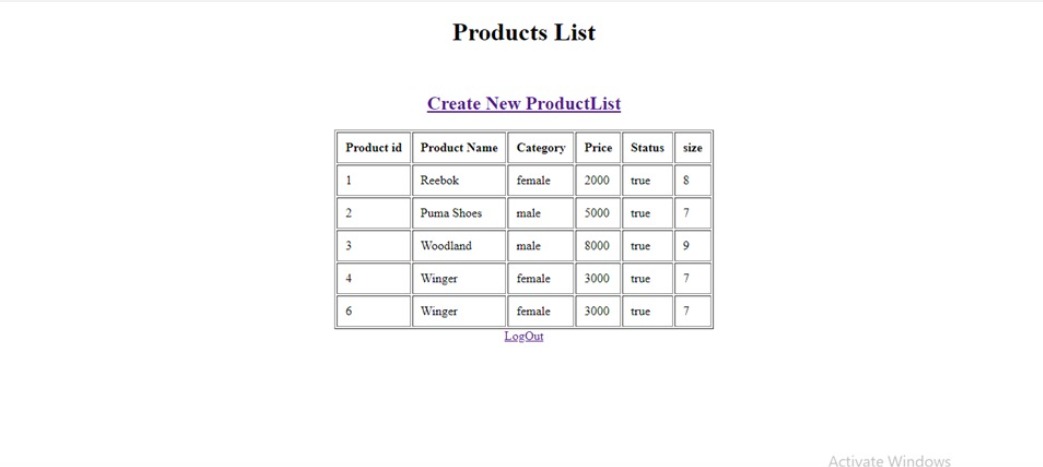 Products List
Create New ProductList
Product id Product Name Category Price Status size
1 Reebok female 2000 true 8
2 Puma Shoes male 5000 true 7
3 Woodland male 8000 true 9
4 Winger female 3000 true 7
6 Winger female 3000 true 7
LogOut
Activate Windows